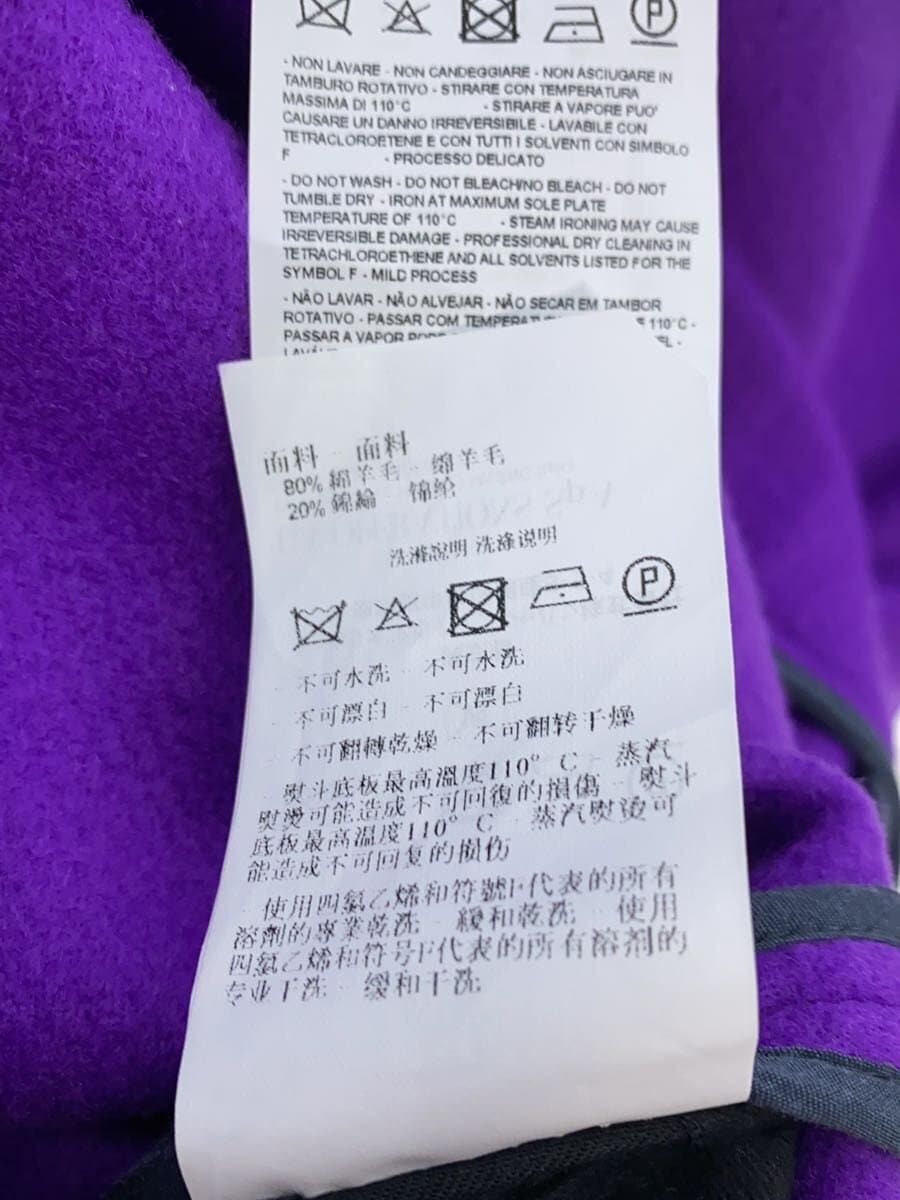 - NON LAVARE - NON CANDEGGIARE - NON ASCIUGARE IN
TAMBURO ROTATIVO - STIRARE CON TEMPERATURA
MASSIMA DI 110°C - STIRARE A VAPORE PUO'
CAUSARE UN DANNO IRREVERSIBILE - LAVABILE CON
TETRACLOROETENE E CON TUTTI I SOLVENTI CON SIMBOLO
F - PROCESSO DELICATO
- DO NOT WASH - DO NOT BLEACH/NO BLEACH - DO NOT
TUMBLE DRY - IRON AT MAXIMUM SOLE PLATE
TEMPERATURE OF 110°C - STEAM IRONING MAY CAUSE
IRREVERSIBLE DAMAGE - PROFESSIONAL DRY CLEANING IN
TETRACHLOROETHENE AND ALL SOLVENTS LISTED FOR THE
SYMBOL F - MILD PROCESS
- NÃO LAVAR - NÃO ALVEJAR - NÃO SECAR EM TAMBOR
ROTATIVO - PASSAR COM 110°C -
PASSAR A VAPOR
面料 - 面料
80% 綿羊毛 - 绵羊毛
20% 錦綸 锦纶
洗滌說明 洗涤说明
P
- 不可水洗 - 不可水洗
- 不可漂白 - 不可漂白
- 不可翻轉乾燥 - 不可翻转干燥
- 熨斗底板最高溫度110° C - 蒸汽
熨燙可能造成不可回復的損傷 - 熨斗
底板最高温度110° C - 蒸汽熨烫可
能造成不可回复的损伤
- 使用四氯乙烯和符號F代表的所有
溶劑的專業乾洗 - 緩和乾洗 - 使用
四氯乙烯和符号F代表的所有溶剂的
专业干洗 - 缓和干洗